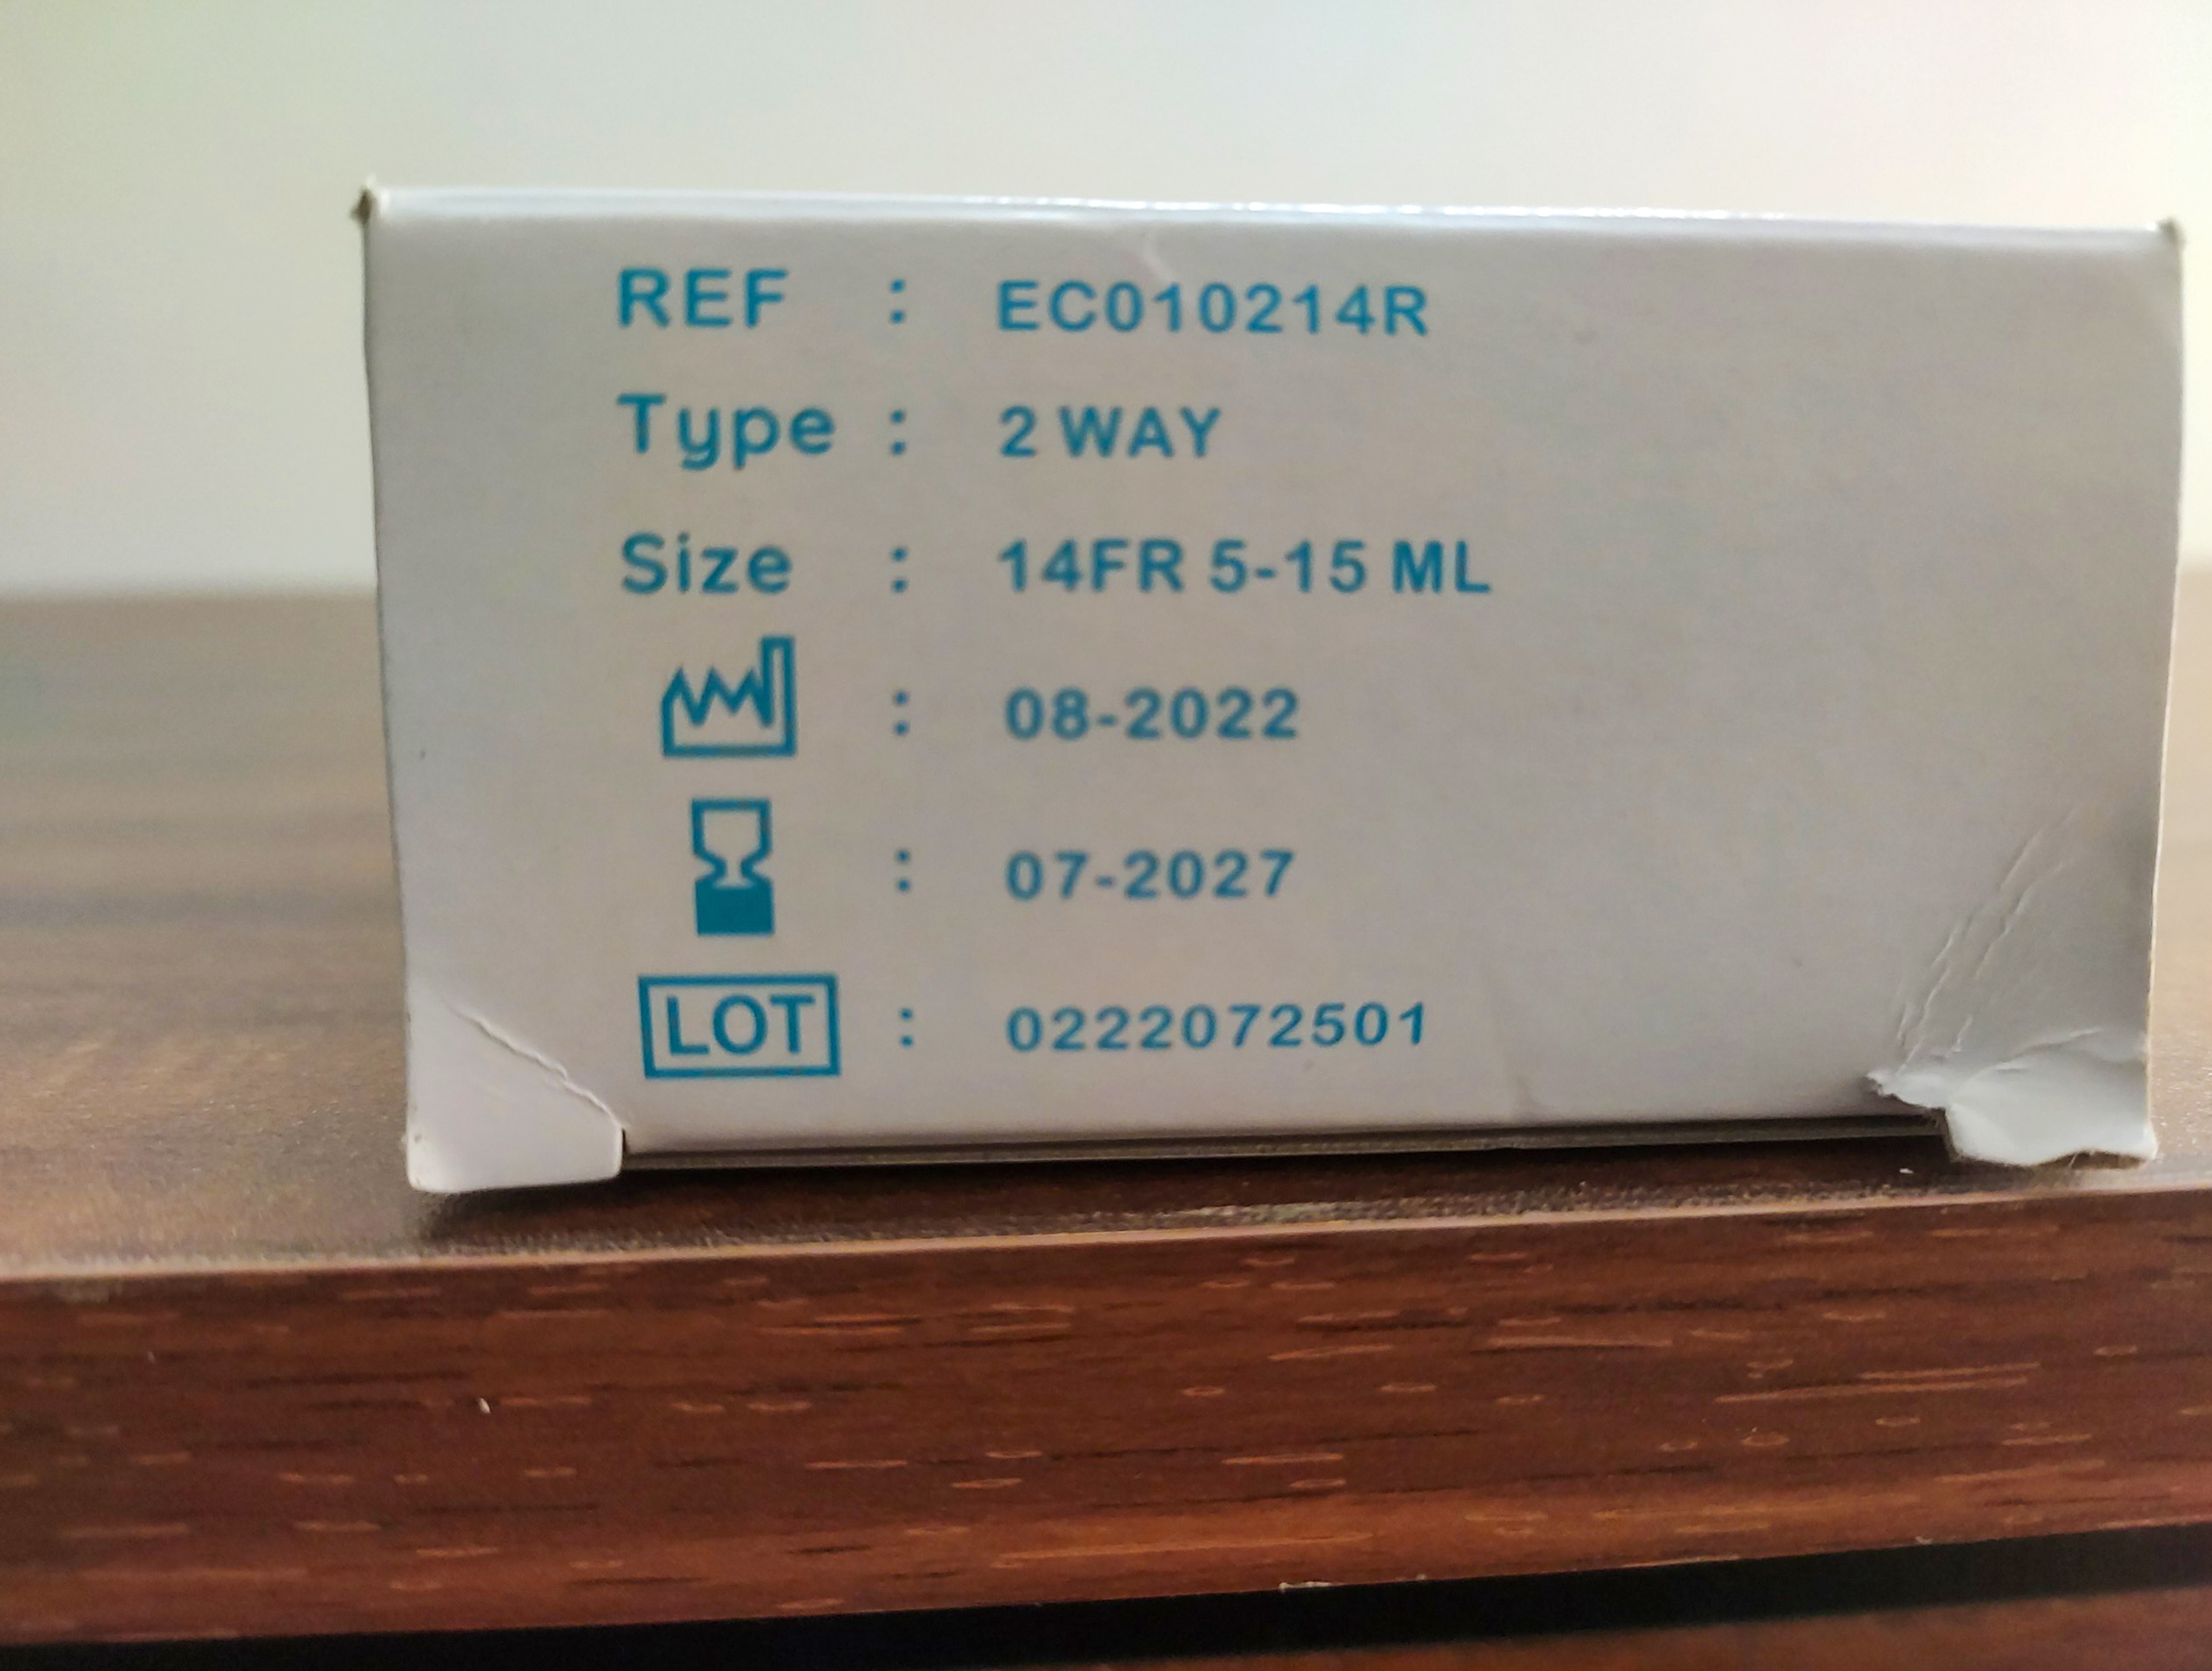 REF : EC010214R
Type : 2 WAY
Size : 14FR 5-15 ML
: 08-2022
: 07-2027
LOT : 0222072501